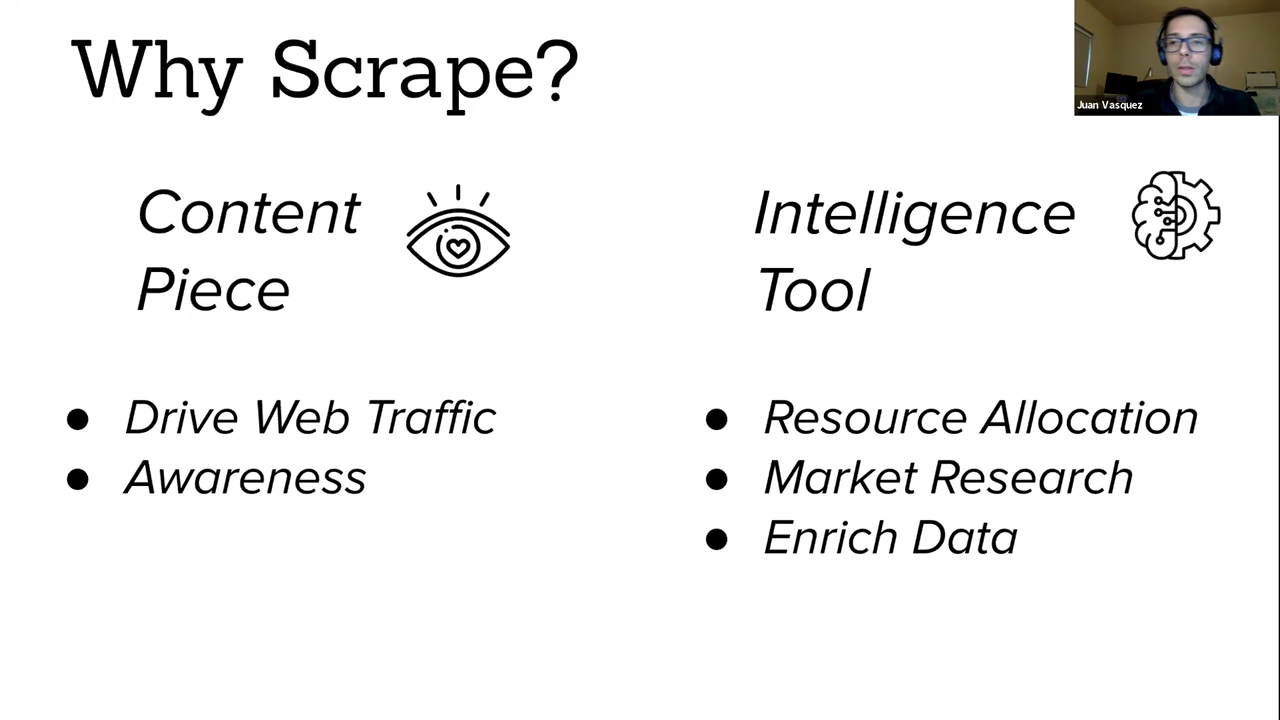 Why Scrape?
Juan Vasquez
Content
Piece
● Drive Web Traffic
● Awareness
Intelligence
Tool
● Resource Allocation
● Market Research
● Enrich Data